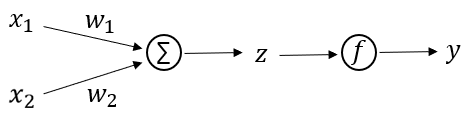 x₁ w₁
Σ z f y
x₂ w₂